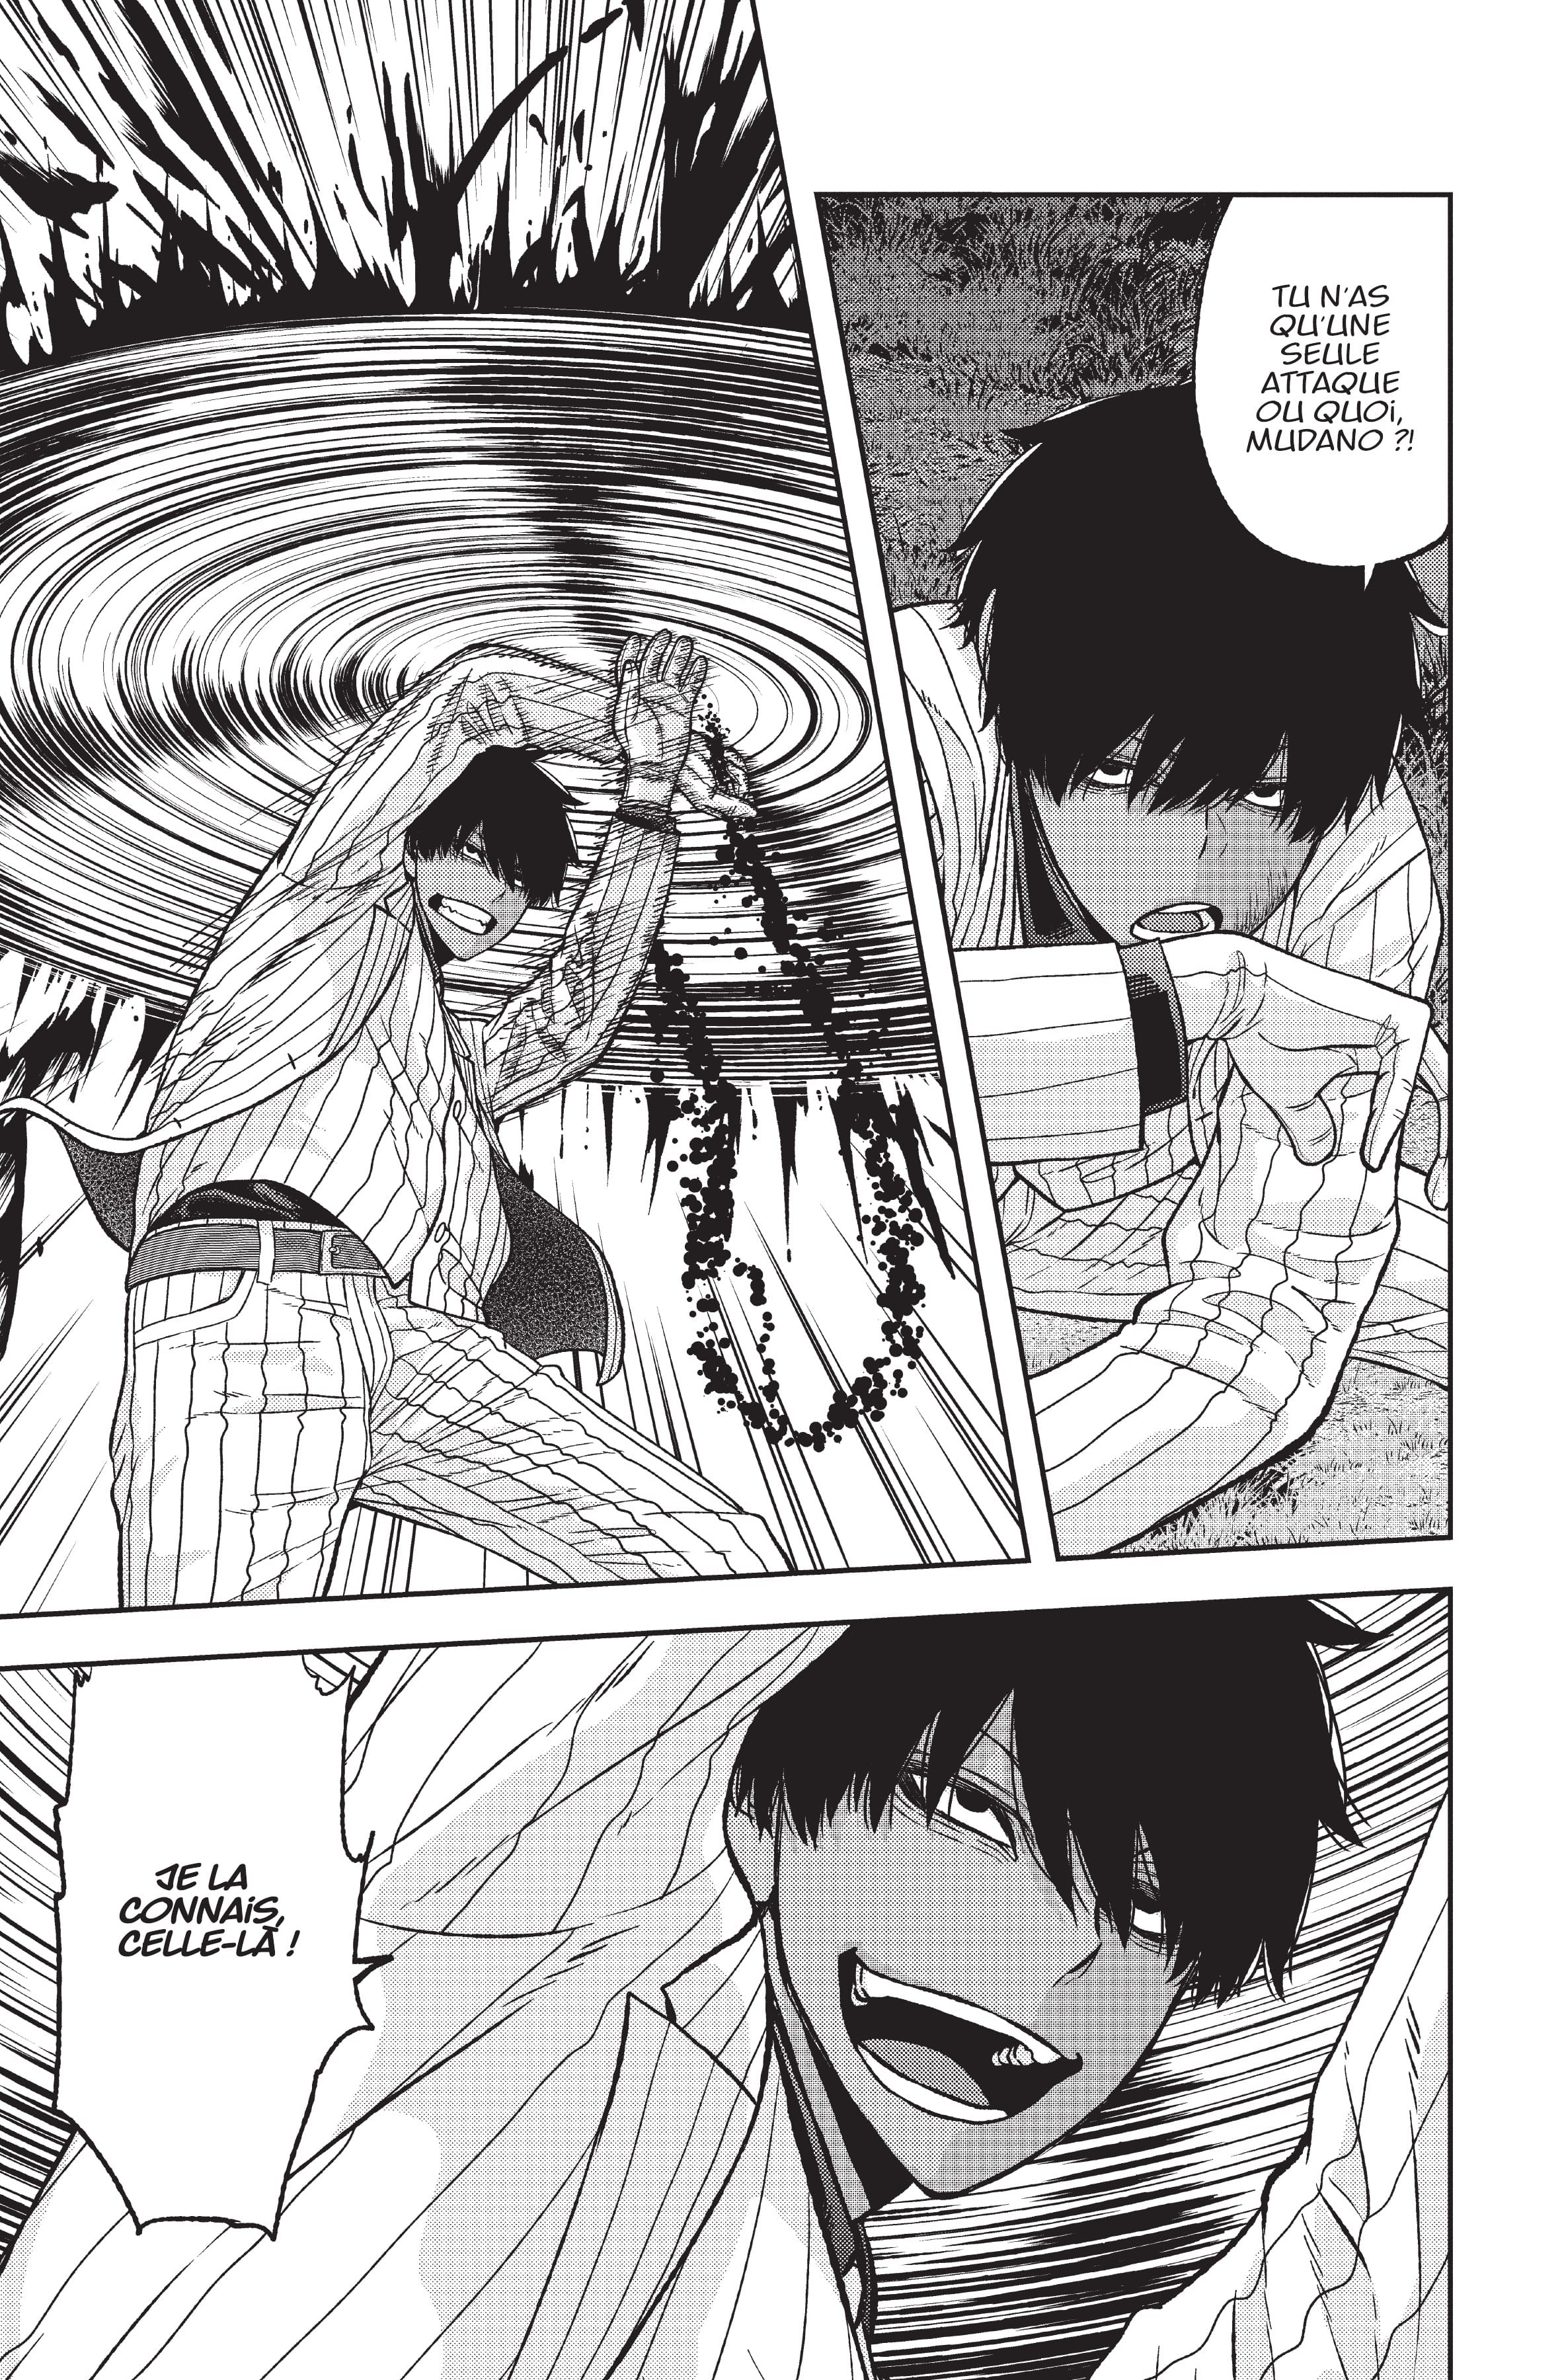 TU N'AS
QU'UNE
SEULE
ATTAQUE
OU QUOi,
MUDANO ?!
JE LA
CONNAiS,
CELLE-LÀ !